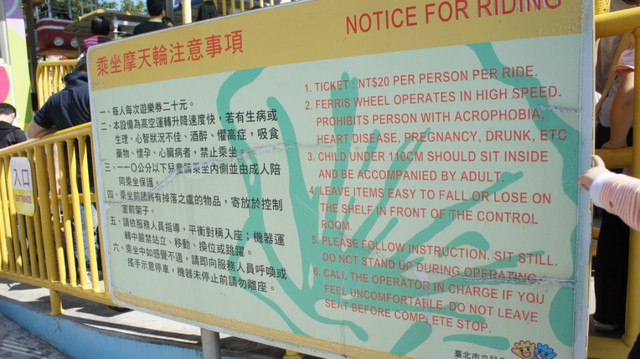 NOTICE FOR RIDING
乘坐摩天輪注意事項
一、每人每次遊樂券二十元。
二、本設備為高空運轉升降速度快，若有生病或
生理、心智狀況不佳、酒醉、懼高症，吸食
藥物、懷孕、心臟病者，禁止乘坐。
三、一一〇公分以下兒童請乘坐內側並由成人陪
同乘坐保護。
四、乘坐前應將有掉落之虞的物品，寄放於控制
室前架子。
五、請依服務人員指導，平衡對稱入座；機器運
轉中嚴禁站立、移動、換位或跳躍。
六、乘坐中如感覺不適，請即向服務人員呼喚或
搖手示意停車，機器未停止前請勿離座。
1. TICKET : NT$20 PER PERSON PER RIDE.
2. FERRIS WHEEL OPERATES IN HIGH SPEED.
PROHIBITS PERSON WITH ACROPHOBIA,
HEART DISEASE, PREGNANCY, DRUNK, ETC
3. CHILD UNDER 110CM SHOULD SIT INSIDE
AND BE ACCOMPANIED BY ADULT.
4. LEAVE ITEMS EASY TO FALL OR LOSE ON
THE SHELF IN FRONT OF THE CONTROL
ROOM.
5. PLEASE FOLLOW INSTRUCTION. SIT STILL.
DO NOT STAND UP DURING OPERATING.
6. CALL THE OPERATOR IN CHARGE IF YOU
FEEL UNCOMFORTABLE. DO NOT LEAVE
SEAT BEFORE COMPLETE STOP.
臺北市立兒
入口
ENTRANCE